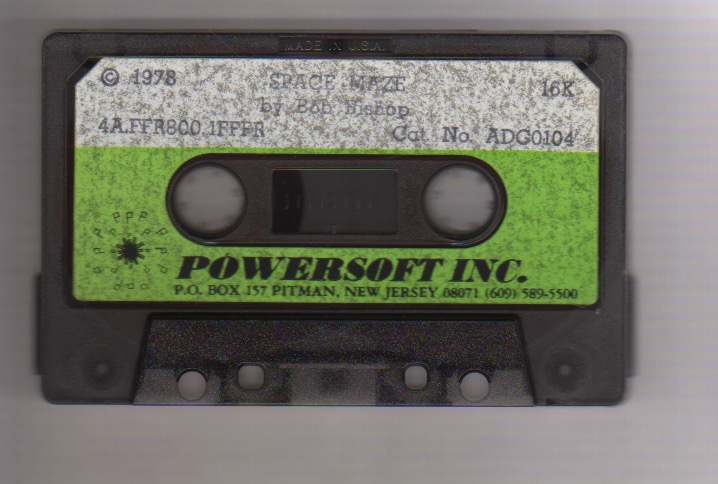 MADE IN U.S.A.
© 1978 SPACE MAZE 16K
by Bob Bishop
4A.FFR800.1FFFR Cat. No. ADG0104
POWERSOFT INC.
P.O. BOX 157 PITMAN, NEW JERSEY 08071 (609) 589-5500